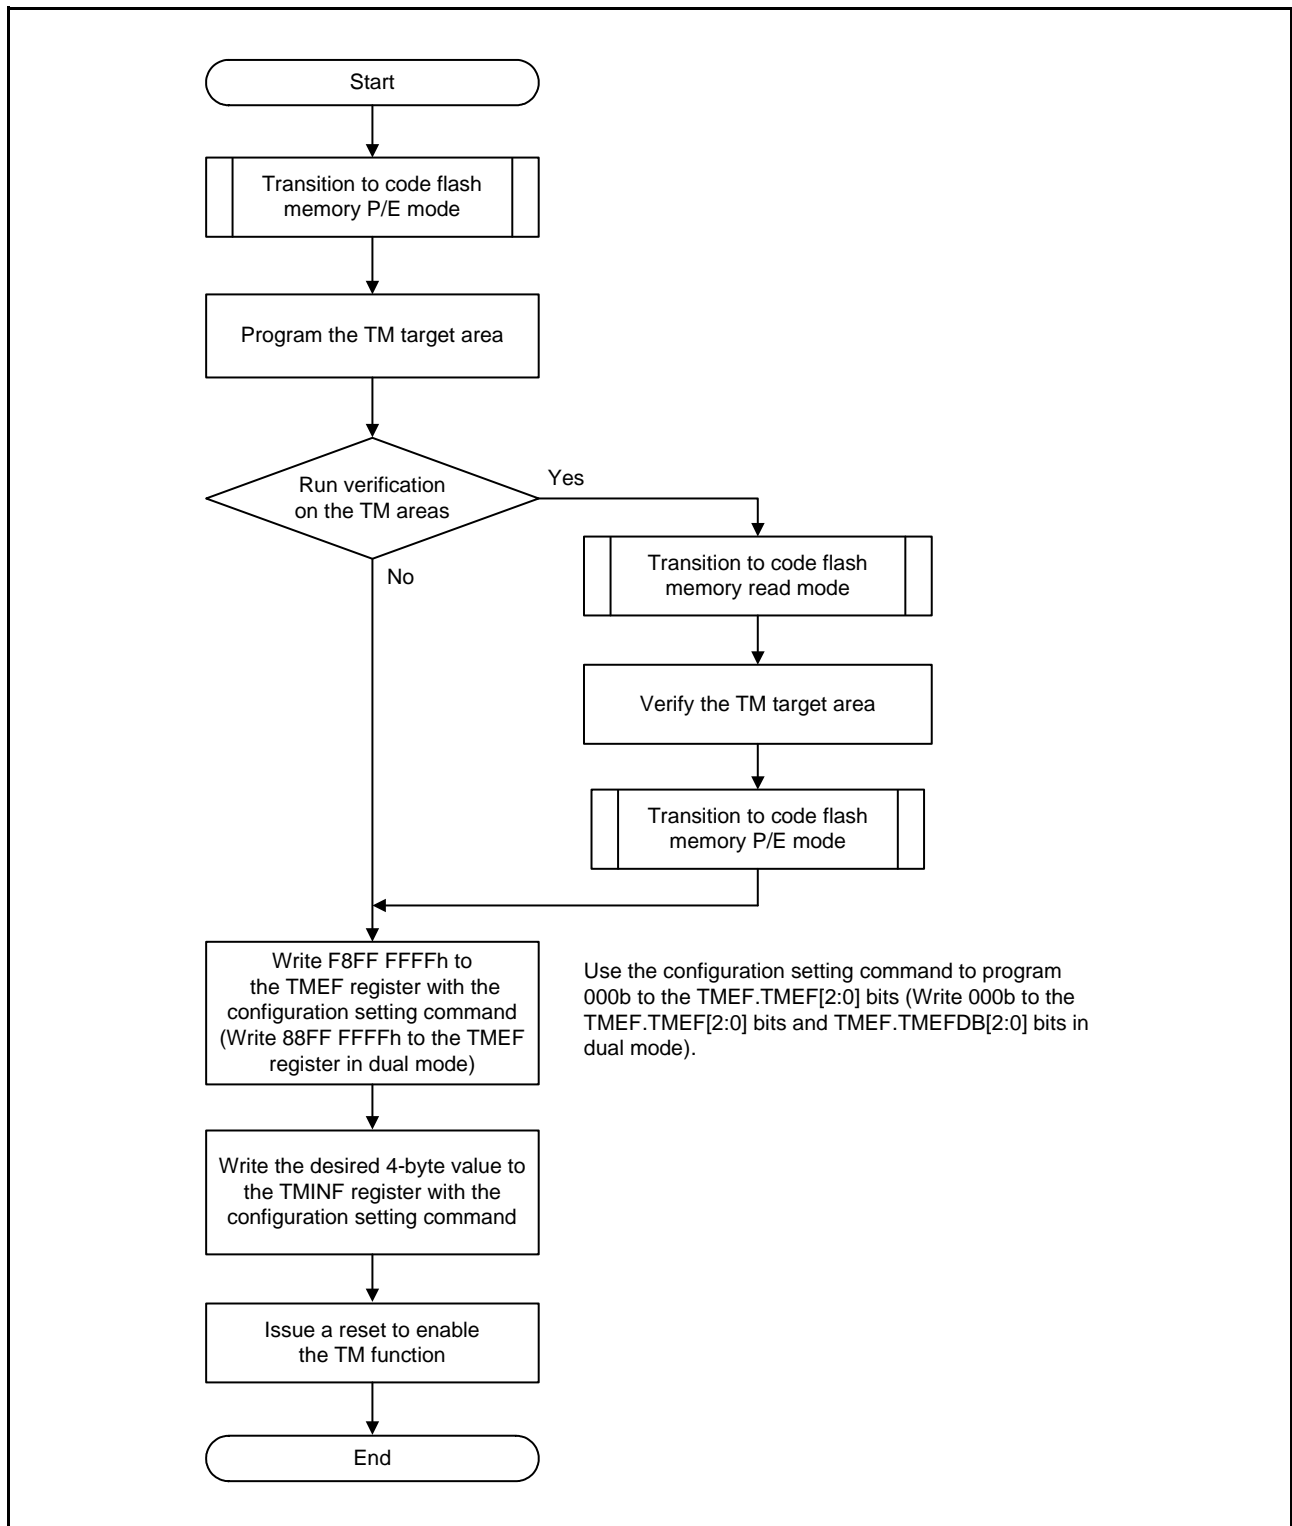 Start
Transition to code flash
memory P/E mode
Program the TM target area
Run verification
on the TM areas
Yes
No
Transition to code flash
memory read mode
Verify the TM target area
Transition to code flash
memory P/E mode
Write F8FF FFFFh to
the TMEF register with the
configuration setting command
(Write 88FF FFFFh to the TMEF
register in dual mode)
Use the configuration setting command to program
000b to the TMEF.TMEF[2:0] bits (Write 000b to the
TMEF.TMEF[2:0] bits and TMEF.TMEFDB[2:0] bits in
dual mode).
Write the desired 4-byte value to
the TMINF register with the
configuration setting command
Issue a reset to enable
the TM function
End